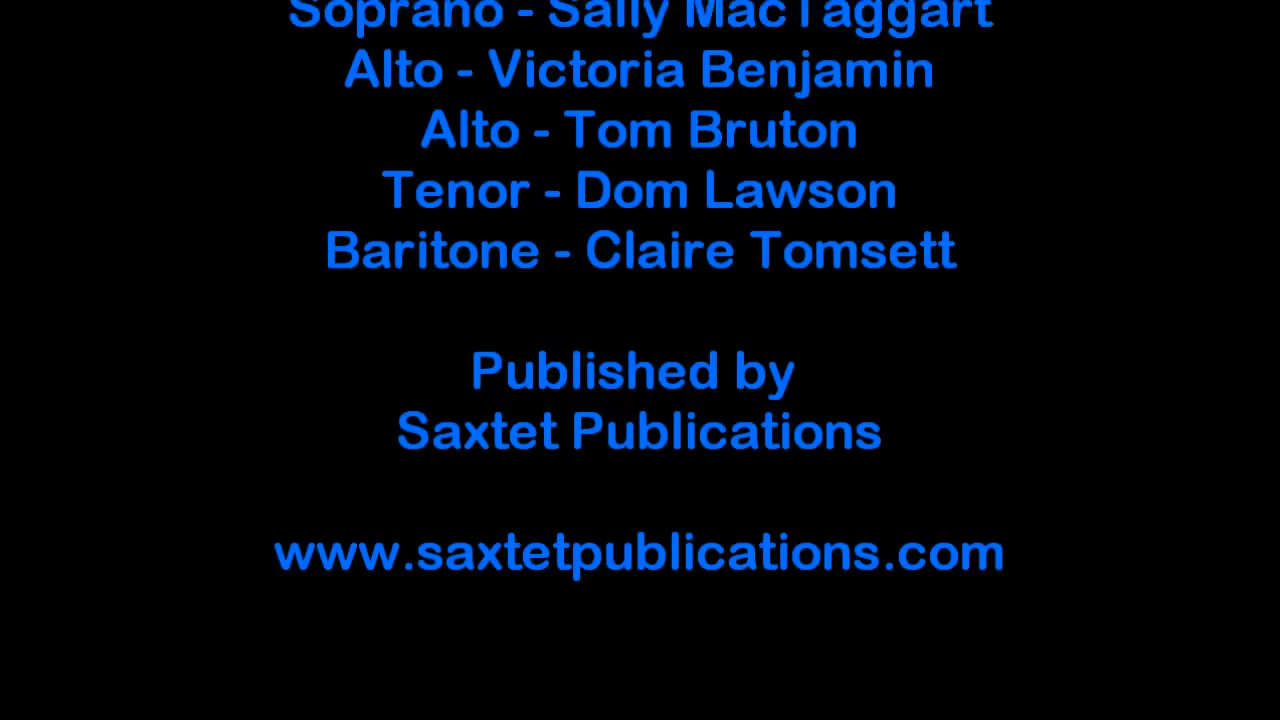 Soprano - Sally MacTaggart
Alto - Victoria Benjamin
Alto - Tom Bruton
Tenor - Dom Lawson
Baritone - Claire Tomsett
Published by
Saxtet Publications
www.saxtetpublications.com